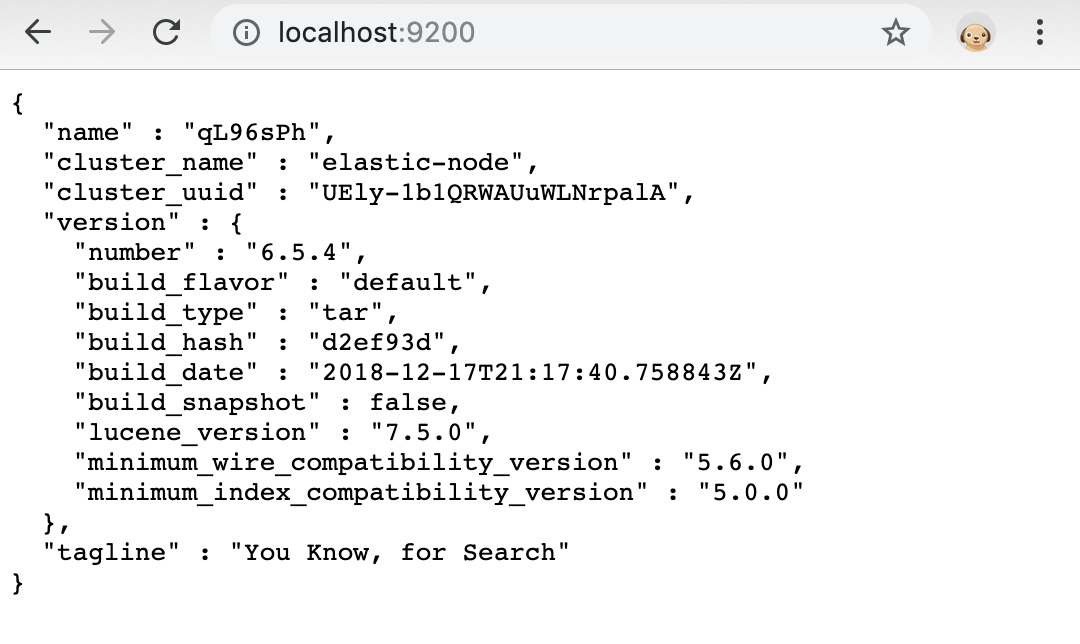 localhost:9200
{
"name" : "qL96sPh",
"cluster_name" : "elastic-node",
"cluster_uuid" : "UEly-1b1QRWAUuWLNrpalA",
"version" : {
"number" : "6.5.4",
"build_flavor" : "default",
"build_type" : "tar",
"build_hash" : "d2ef93d",
"build_date" : "2018-12-17T21:17:40.758843Z",
"build_snapshot" : false,
"lucene_version" : "7.5.0",
"minimum_wire_compatibility_version" : "5.6.0",
"minimum_index_compatibility_version" : "5.0.0"
},
"tagline" : "You Know, for Search"
}